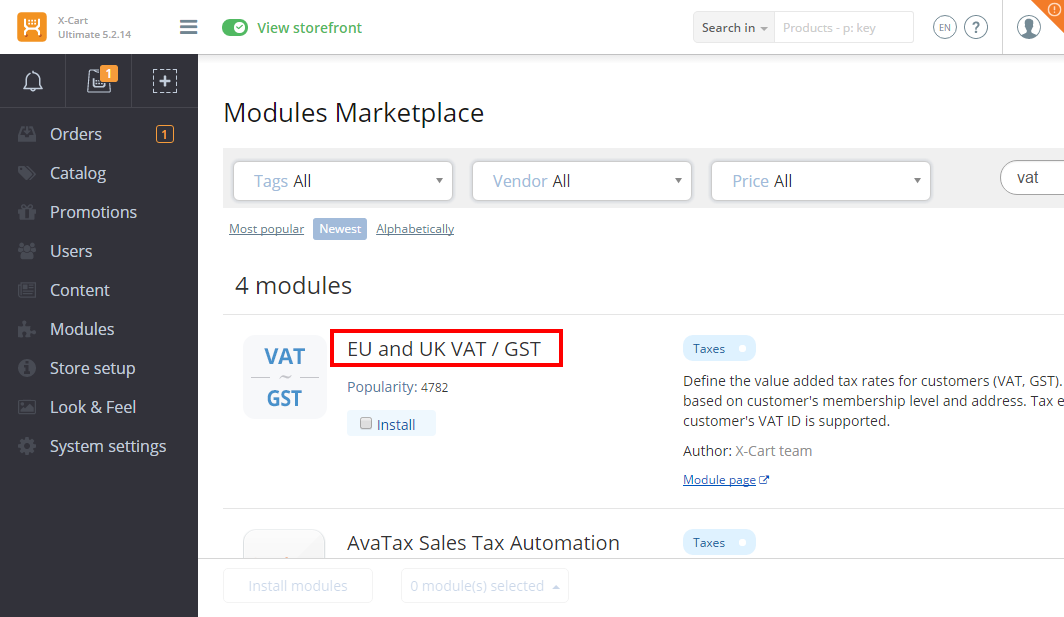 X-Cart
Ultimate 5.2.14
View storefront
Search in
Products - p: key
EN
?
1
Orders
1
Catalog
Promotions
Users
Content
Modules
Store setup
Look & Feel
System settings
Modules Marketplace
Tags All
Vendor All
Price All
vat
Most popular
Newest
Alphabetically
4 modules
VAT
GST
EU and UK VAT / GST
Popularity: 4782
Install
Taxes
Define the value added tax rates for customers (VAT, GST).
based on customer's membership level and address. Tax e
customer's VAT ID is supported.
Author: X-Cart team
Module page
AvaTax Sales Tax Automation
Taxes
Install modules
0 module(s) selected